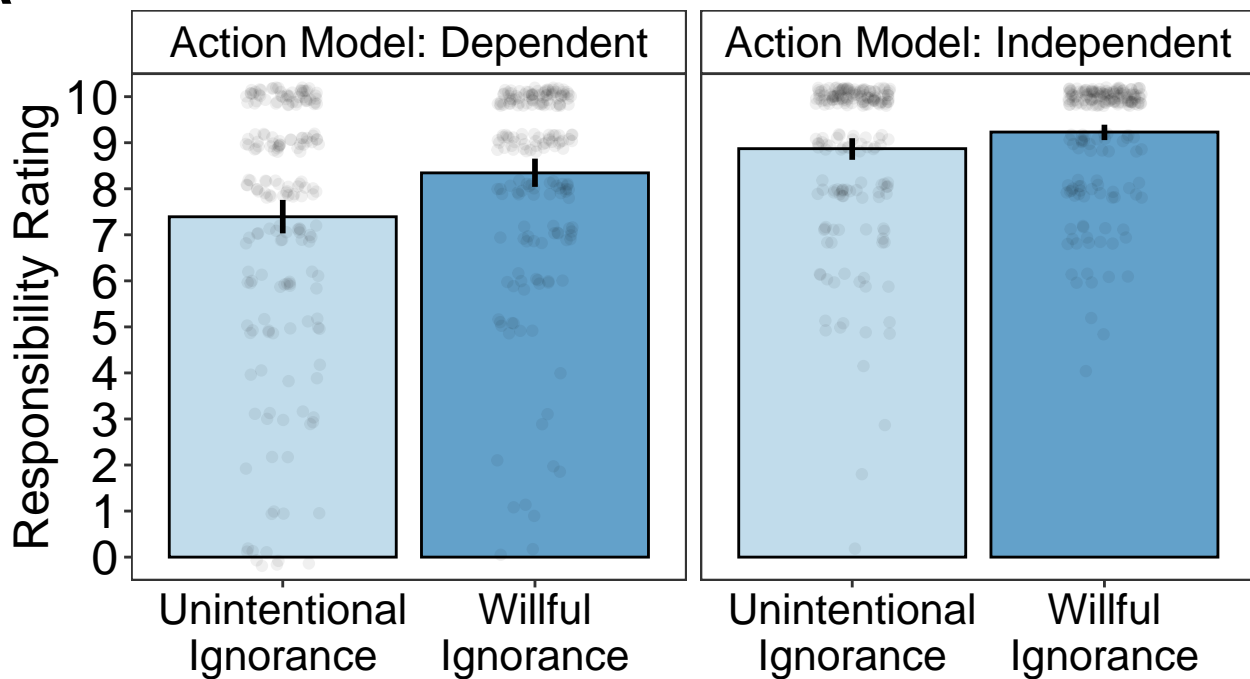 Action Model: Dependent
Action Model: Independent
Responsibility Rating
10
9
8
7
6
5
4
3
2
1
0
Unintentional
Ignorance
Willful
Ignorance
Unintentional
Ignorance
Willful
Ignorance